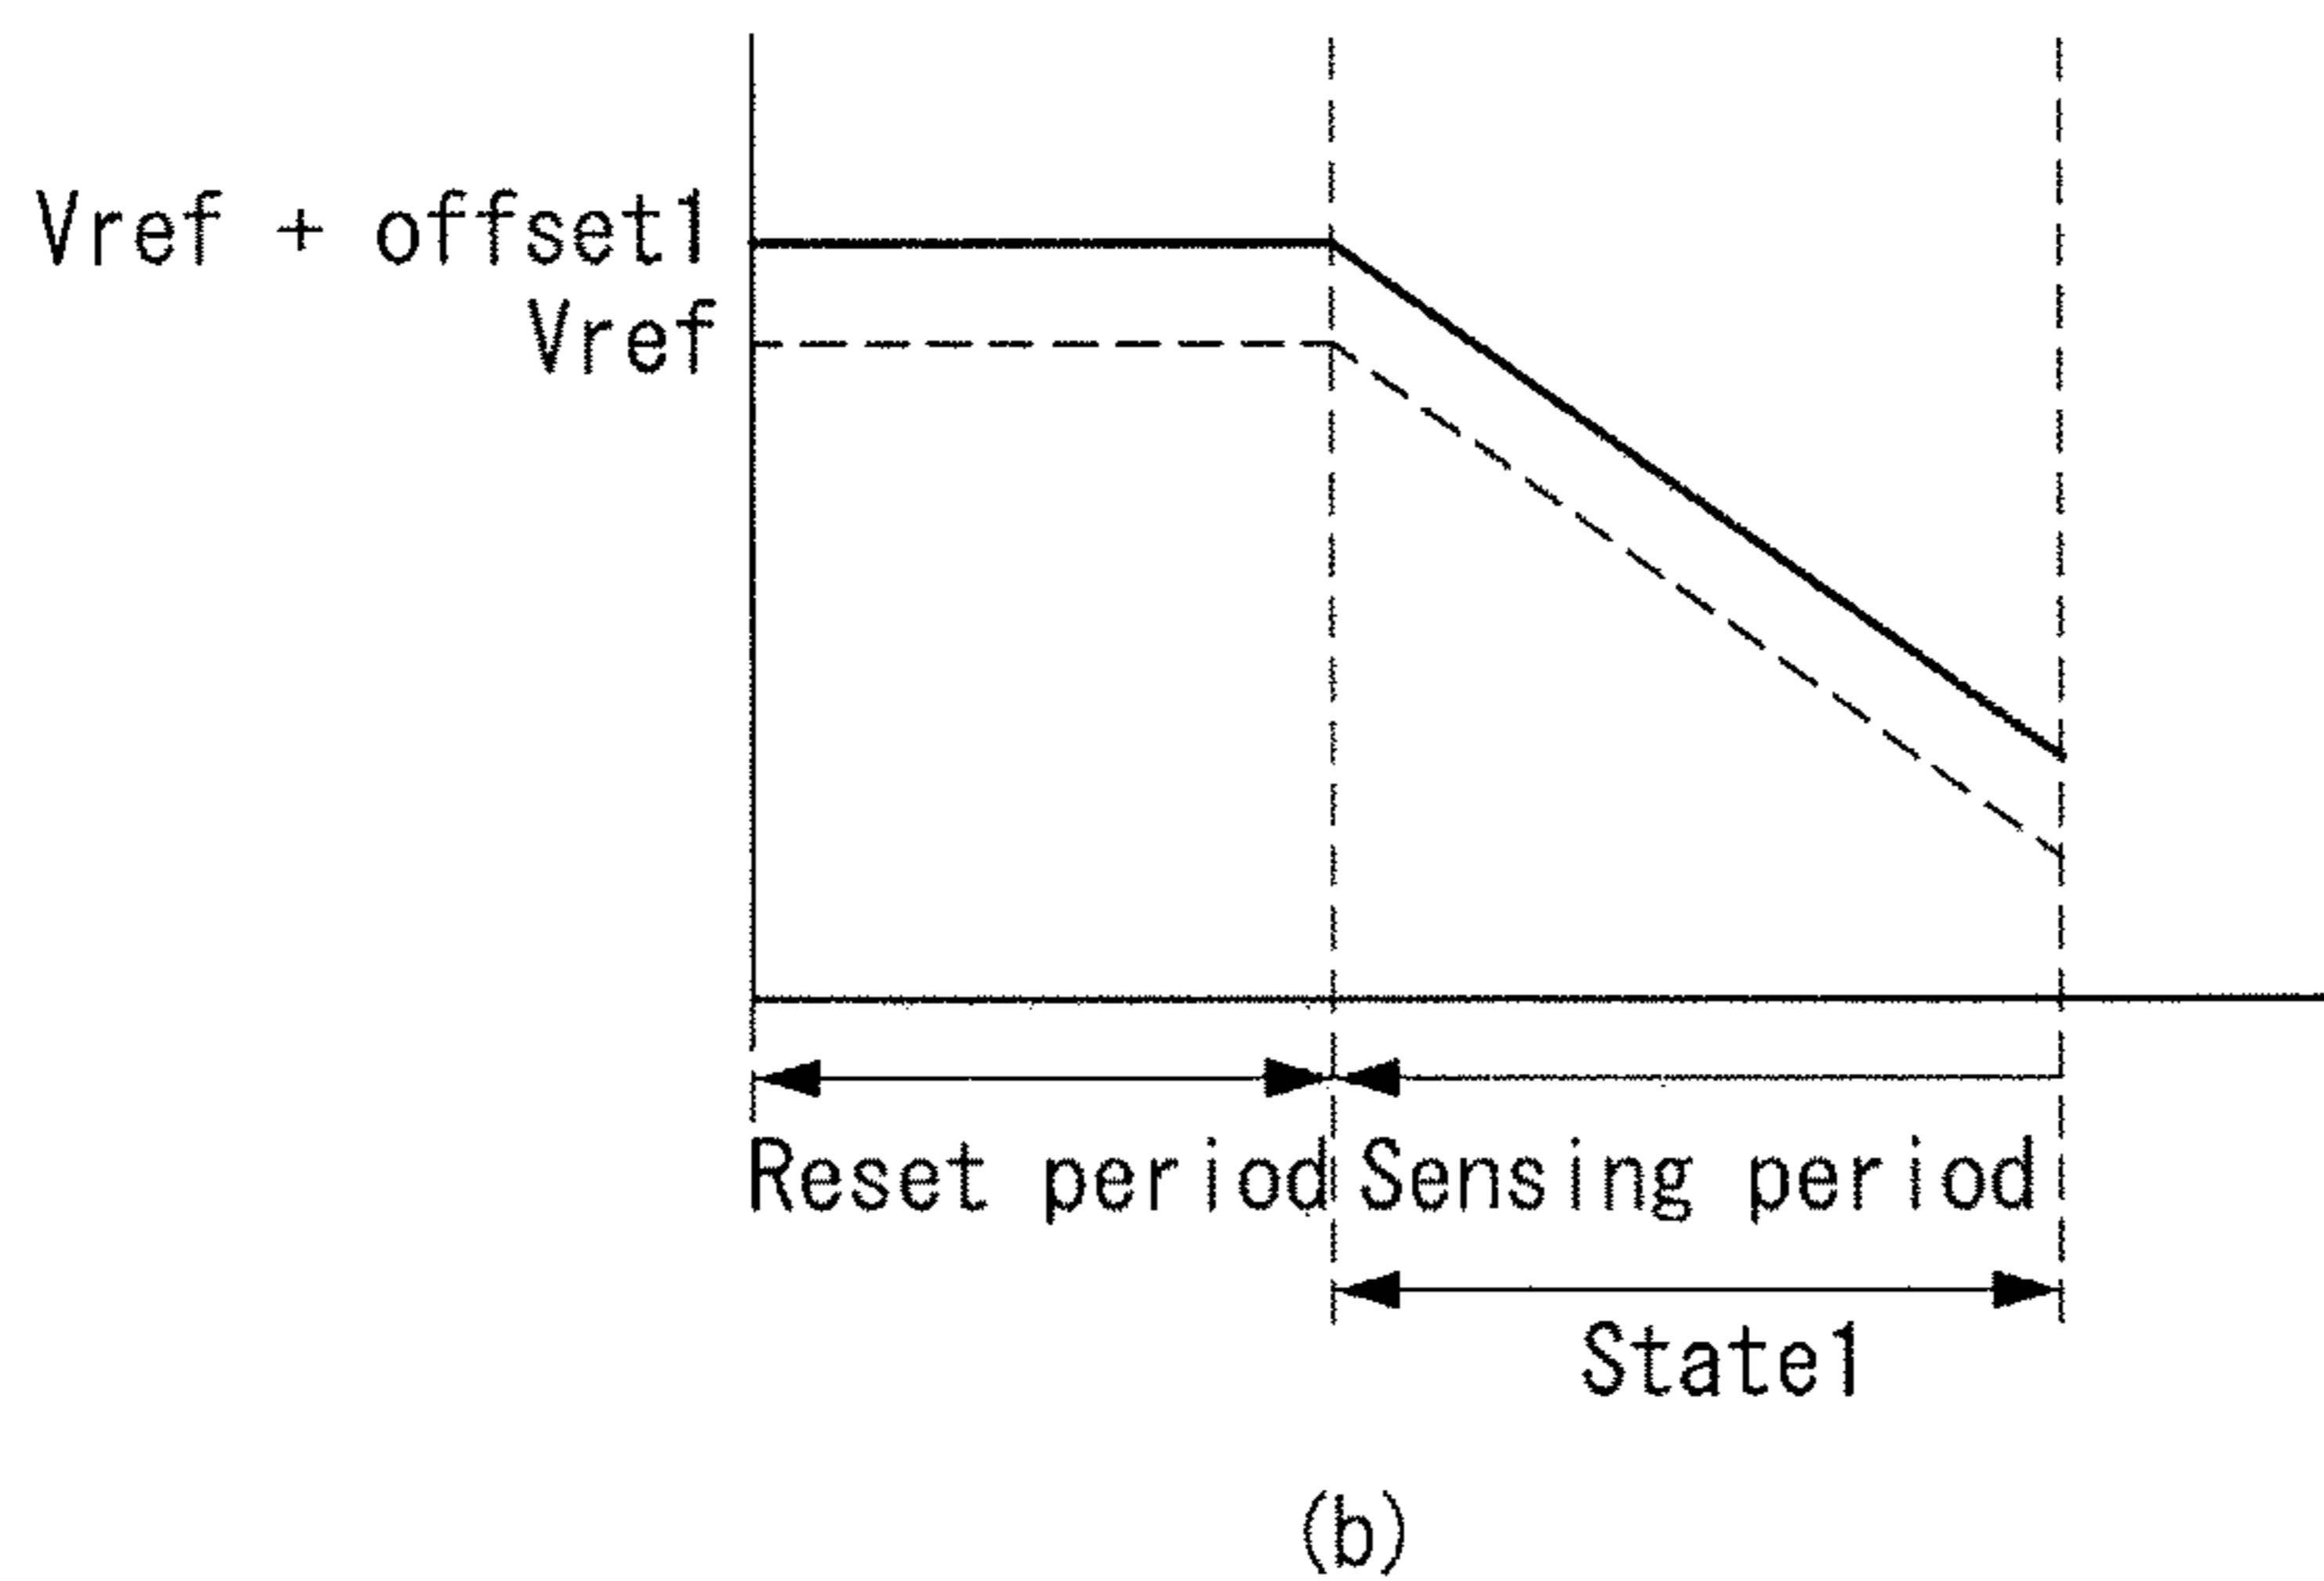 Vref + offset1
Vref
Reset period
Sensing period
State1
(b)